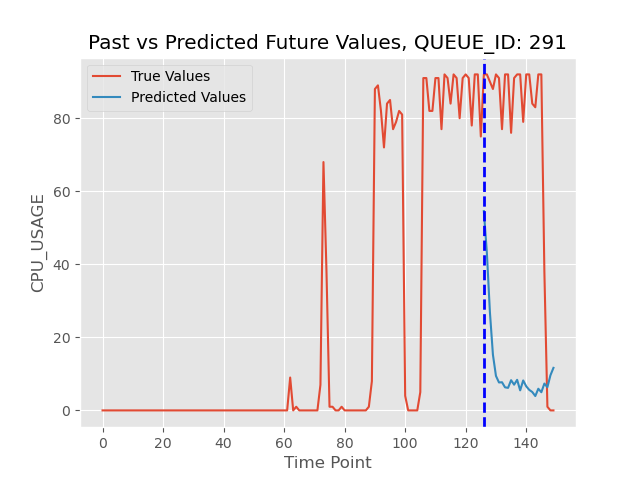 Past vs Predicted Future Values, QUEUE_ID: 291
True Values
Predicted Values
80
60
40
20
0
CPU_USAGE
0 20 40 60 80 100 120 140
Time Point